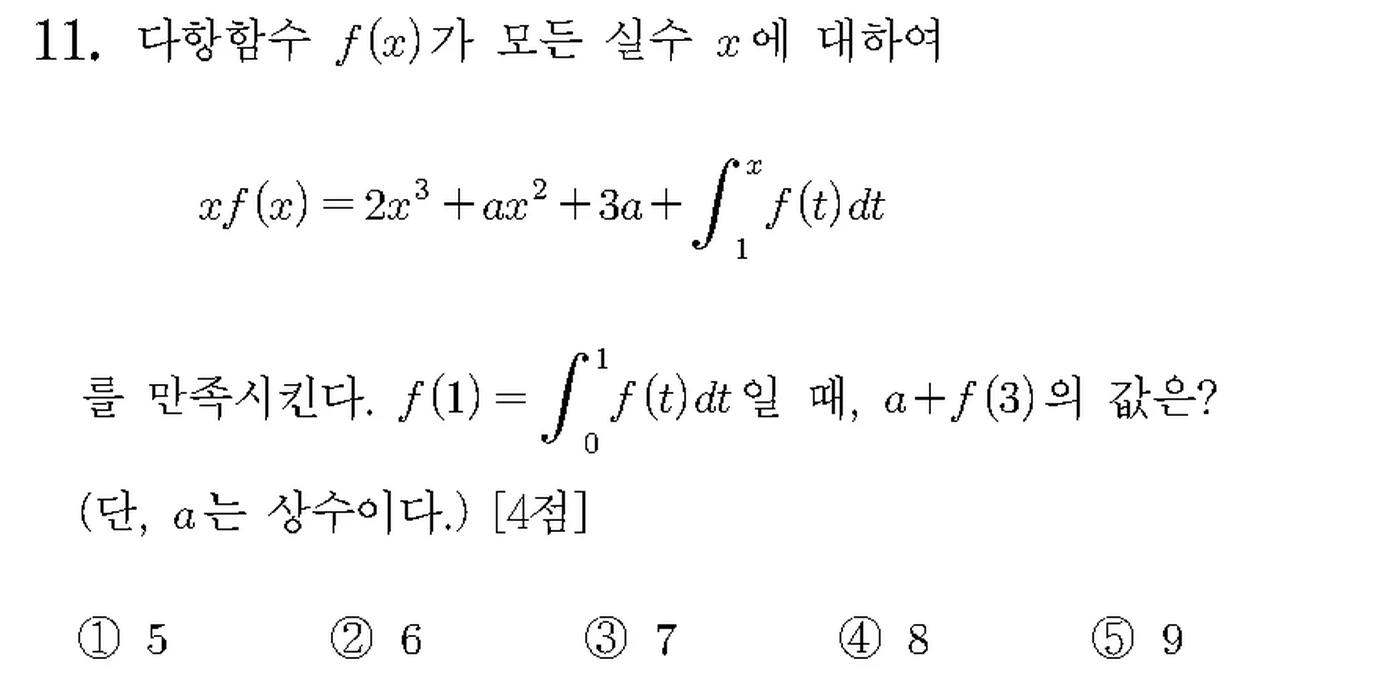 11. 다항함수 f(x)가 모든 실수 x에 대하여
xf(x)=2x³+ax²+3a+∫₁ˣ f(t)dt
를 만족시킨다. f(1)=∫₀¹ f(t)dt일 때, a+f(3)의 값은?
(단, a는 상수이다.) [4점]
① 5 ② 6 ③ 7 ④ 8 ⑤ 9